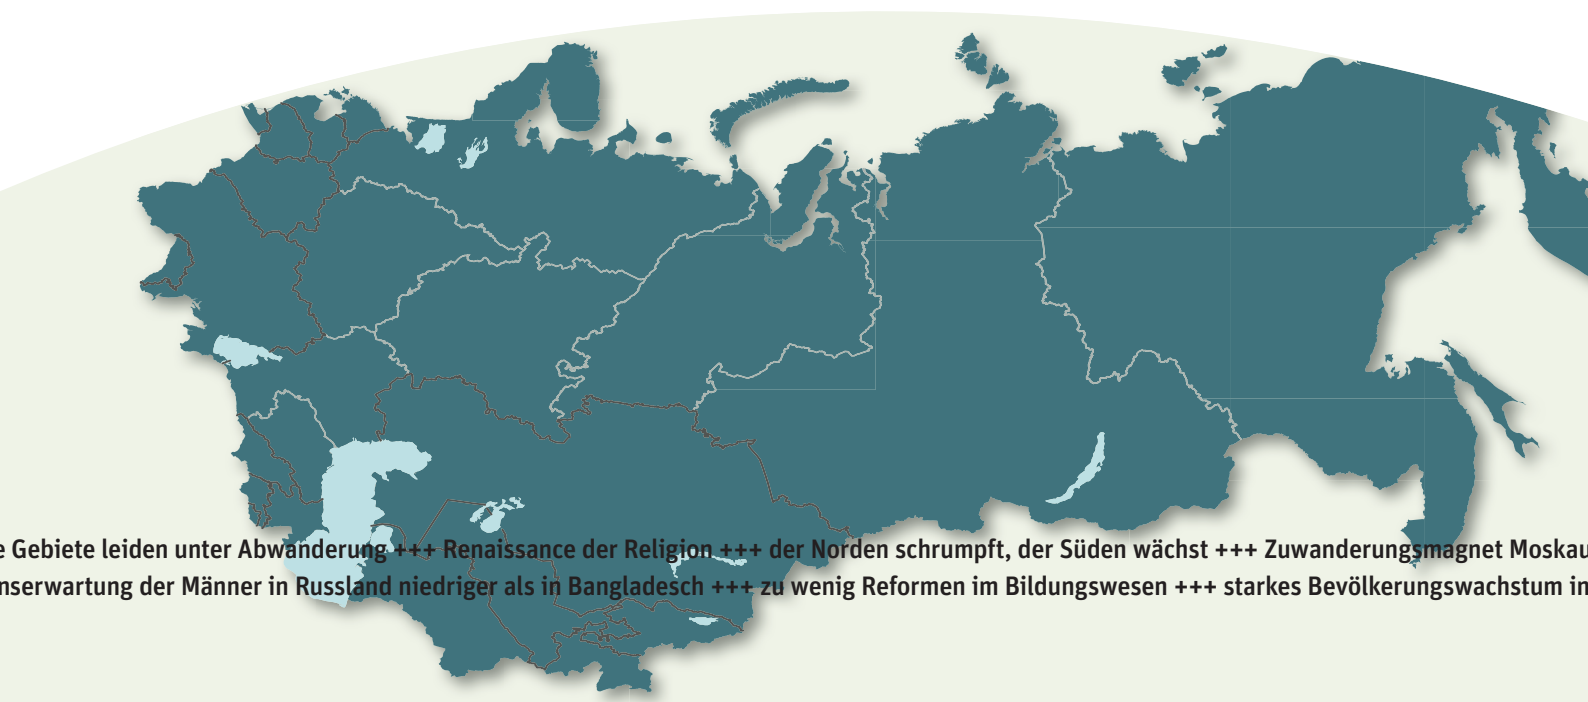 e Gebiete leiden unter Abwanderung +++ Renaissance der Religion +++ der Norden schrumpft, der Süden wächst +++ Zuwanderungsmagnet Moskau
nserwartung der Männer in Russland niedriger als in Bangladesch +++ zu wenig Reformen im Bildungswesen +++ starkes Bevölkerungswachstum in